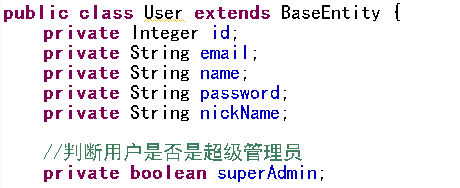 public class User extends BaseEntity {
private Integer id;
private String email;
private String name;
private String password;
private String nickName;
//判断用户是否是超级管理员
private boolean superAdmin;